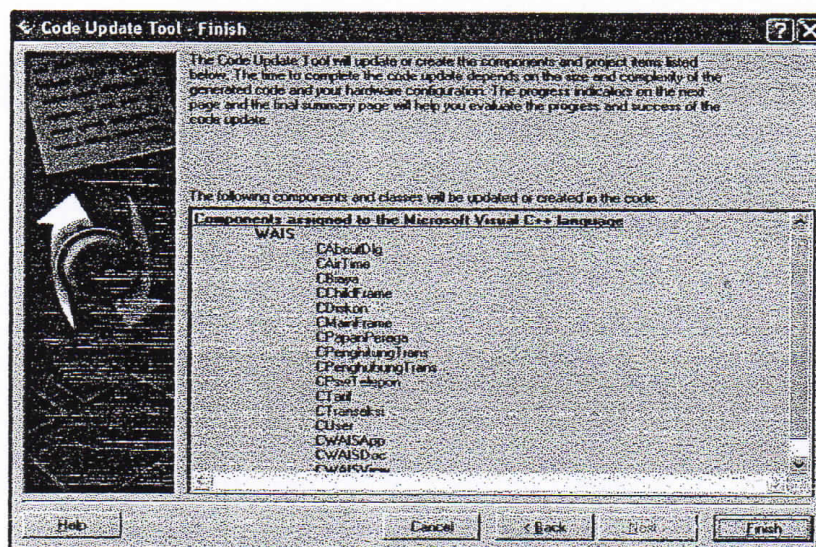 Code Update Tool - Finish
The Code Update Tool will update or create the components and project items listed
below. The time to complete the code update depends on the size and complexity of the
generated code and your hardware configuration. The progress indicators on the next
page and the final summary page will help you evaluate the progress and success of the
code update.
The following components and classes will be updated or created in the code:
Components assigned to the Microsoft Visual C++ language
WAIS
CAboutDlg
CAirTime
CBiaya
CChildFrame
CDiskon
CMainFrame
CPapanPeraga
CPenghitungTrans
CPenghubungTrans
CPswTelepon
CTarif
CTransaksi
CUser
CWAISApp
CWAISDoc
CWAISView
Help
Cancel
< Back
Next
Finish